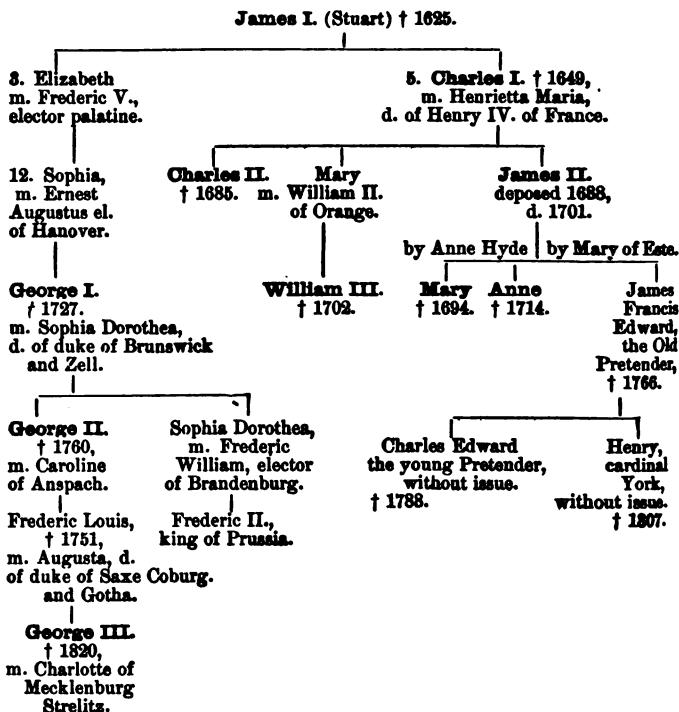 James I. (Stuart) † 1625.
3. Elizabeth
m. Frederic V.,
elector palatine.
5. Charles I. † 1649,
m. Henrietta Maria,
d. of Henry IV. of France.
12. Sophia,
m. Ernest
Augustus el.
of Hanover.
Charles II.
† 1685.
Mary
m. William II.
of Orange.
James II.
deposed 1688,
d. 1701.
by Anne Hyde
by Mary of Este.
George I.
† 1727.
m. Sophia Dorothea,
d. of duke of Brunswick
and Zell.
William III.
† 1702.
Mary
† 1694.
Anne
† 1714.
James
Francis
Edward,
the Old
Pretender,
† 1766.
George II.
† 1760,
m. Caroline
of Anspach.
Sophia Dorothea,
m. Frederic
William, elector
of Brandenburg.
Charles Edward
the young Pretender,
without issue.
† 1788.
Henry,
cardinal
York,
without issue.
† 1807.
Frederic Louis,
† 1751,
m. Augusta, d.
of duke of Saxe Coburg.
and Gotha.
Frederic II.,
king of Prussia.
George III.
† 1820,
m. Charlotte of
Mecklenburg
Strelitz.